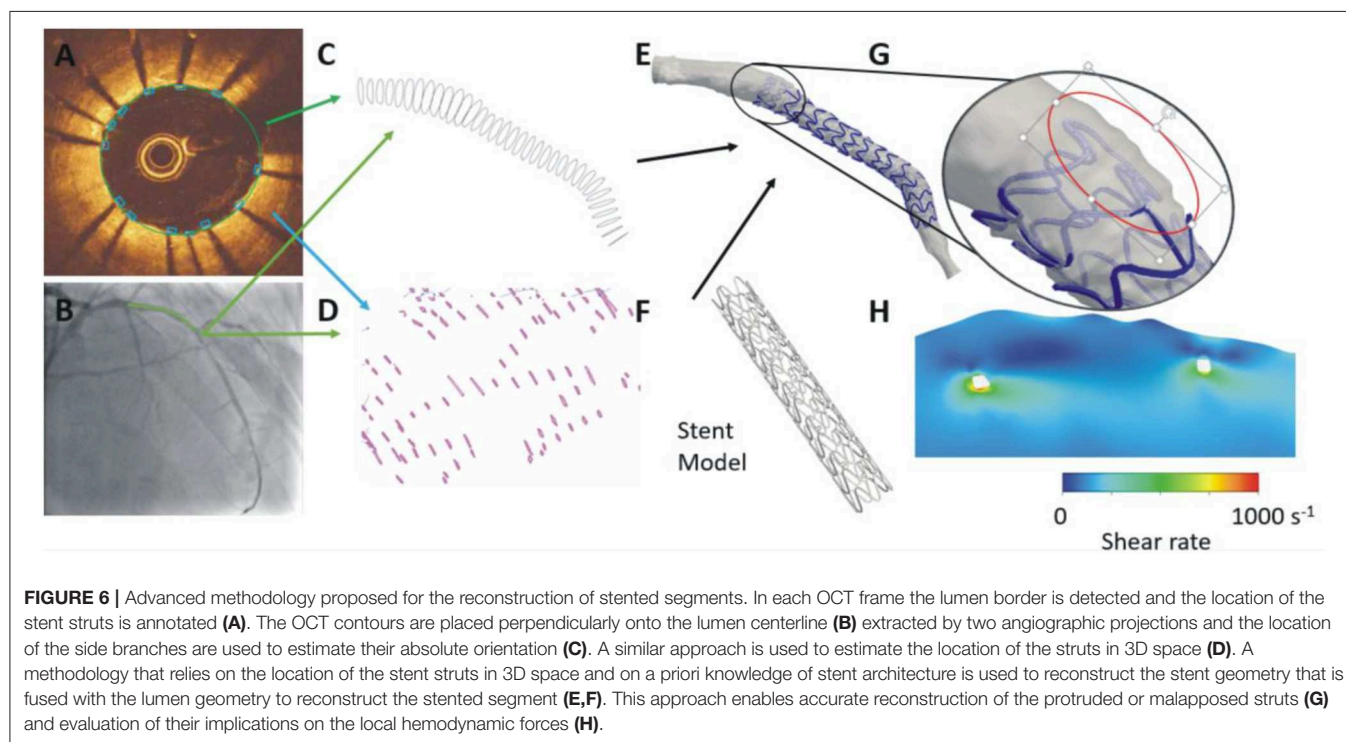 A
C
E
G
B
D
F
H
Stent
Model
0
1000 s⁻¹
Shear rate
FIGURE 6 | Advanced methodology proposed for the reconstruction of stented segments. In each OCT frame the lumen border is detected and the location of the
stent struts is annotated (A). The OCT contours are placed perpendicularly onto the lumen centerline (B) extracted by two angiographic projections and the location
of the side branches are used to estimate their absolute orientation (C). A similar approach is used to estimate the location of the struts in 3D space (D). A
methodology that relies on the location of the stent struts in 3D space and on a priori knowledge of stent architecture is used to reconstruct the stent geometry that is
fused with the lumen geometry to reconstruct the stented segment (E,F). This approach enables accurate reconstruction of the protruded or malapposed struts (G)
and evaluation of their implications on the local hemodynamic forces (H).